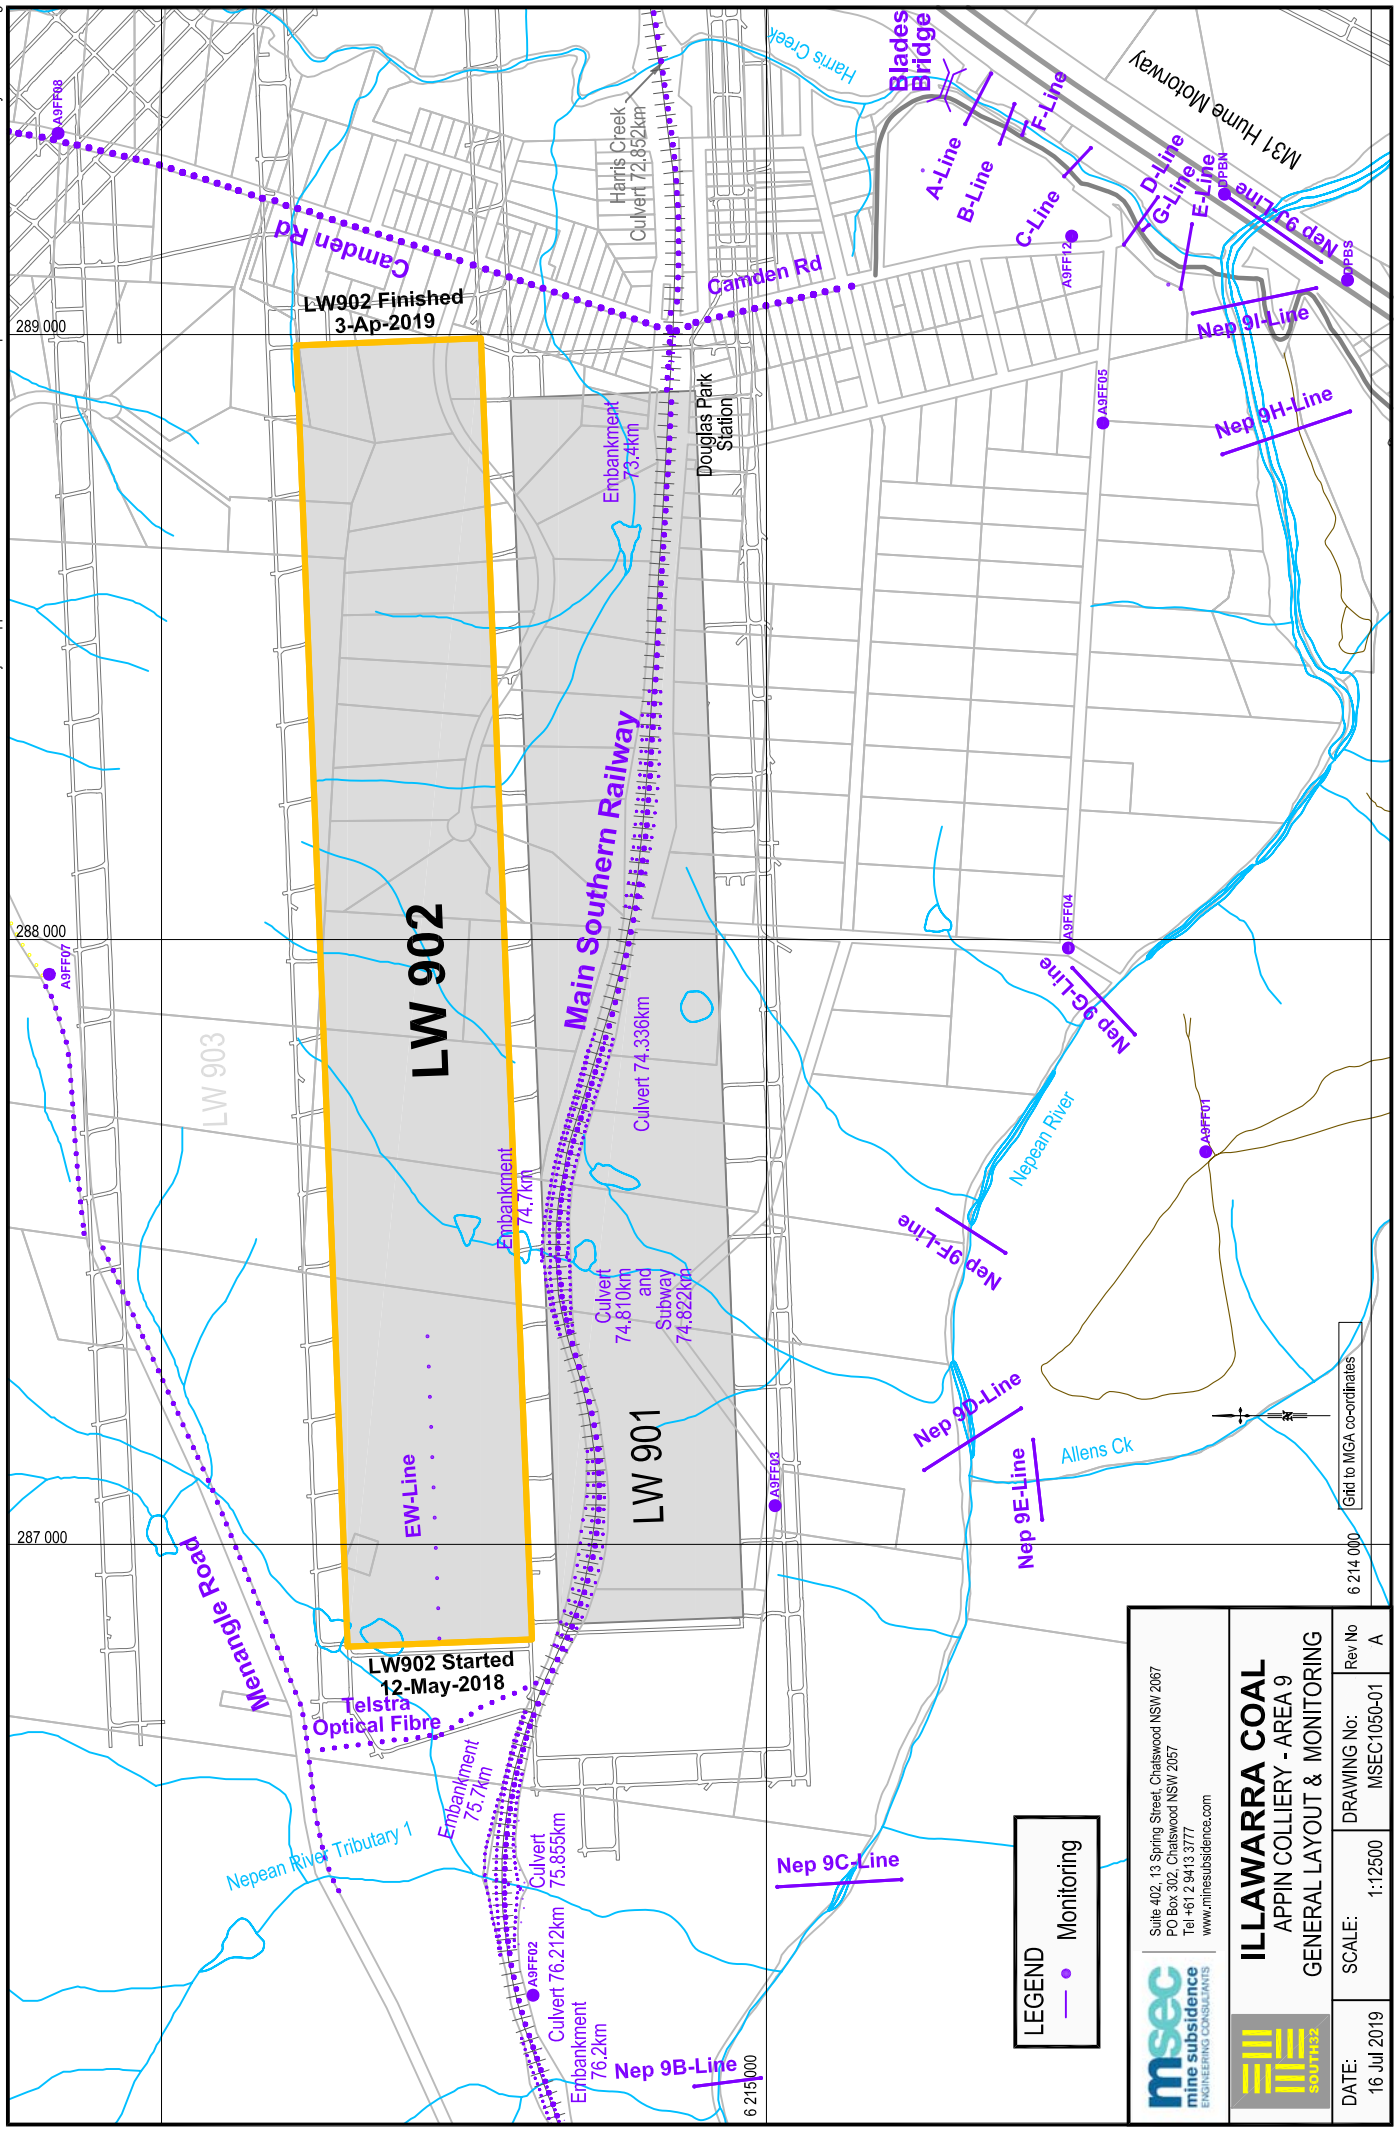 A9FF08
Camden Rd
LW902 Finished
3-Ap-2019
289 000
Harris Creek
Culvert 72.852km
Harris Creek
Blades
Bridge
A-Line
B-Line
F-Line
C-Line
D-Line
G-Line
E-Line
M31 Hume Motorway
DPBN
Nep 9J-Line
DPBS
A9FF12
Nep 9I-Line
Camden Rd
Douglas Park
Station
Embankment
73.4km
A9FF05
Nep 9H-Line
Main Southern Railway
288 000
A9FF07
LW 903
LW 902
A9FF04
Nep 9G-Line
Culvert 74.336km
Nepean River
A9FF01
Embankment
74.7km
Nep 9F-Line
Culvert
74.810km
and
Subway
74.822km
LW 901
EW-Line
A9FF03
Nep 9D-Line
Nep 9E-Line
Allens Ck
N
Grid to MGA co-ordinates
287 000
6 214 000
Menangle Road
LW902 Started
12-May-2018
Telstra
Optical Fibre
Embankment
75.7km
Nepean River Tributary 1
Culvert
75.855km
Nep 9C-Line
A9FF02
Culvert 76.212km
Embankment
76.2km
Nep 9B-Line
6 215 000
LEGEND
Monitoring
msec
mine subsidence
ENGINEERING CONSULTANTS
Suite 402, 13 Spring Street, Chatswood NSW 2067
PO Box 302, Chatswood NSW 2057
Tel +61 2 9413 3777
www.minesubsidence.com
SOUTH32
ILLAWARRA COAL
APPIN COLLIERY - AREA 9
GENERAL LAYOUT & MONITORING
DATE:
16 Jul 2019
SCALE:
1:12500
DRAWING No:
MSEC1050-01
Rev No
A